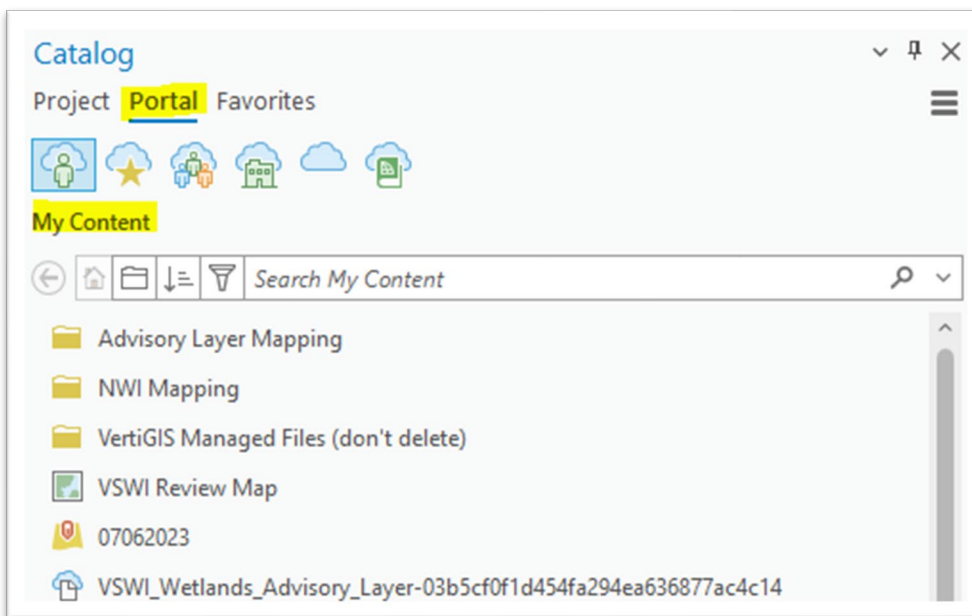 Catalog
Project Portal Favorites
My Content
Search My Content
Advisory Layer Mapping
NWI Mapping
VertiGIS Managed Files (don't delete)
VSWI Review Map
07062023
VSWI_Wetlands_Advisory_Layer-03b5cf0f1d454fa294ea636877ac4c14